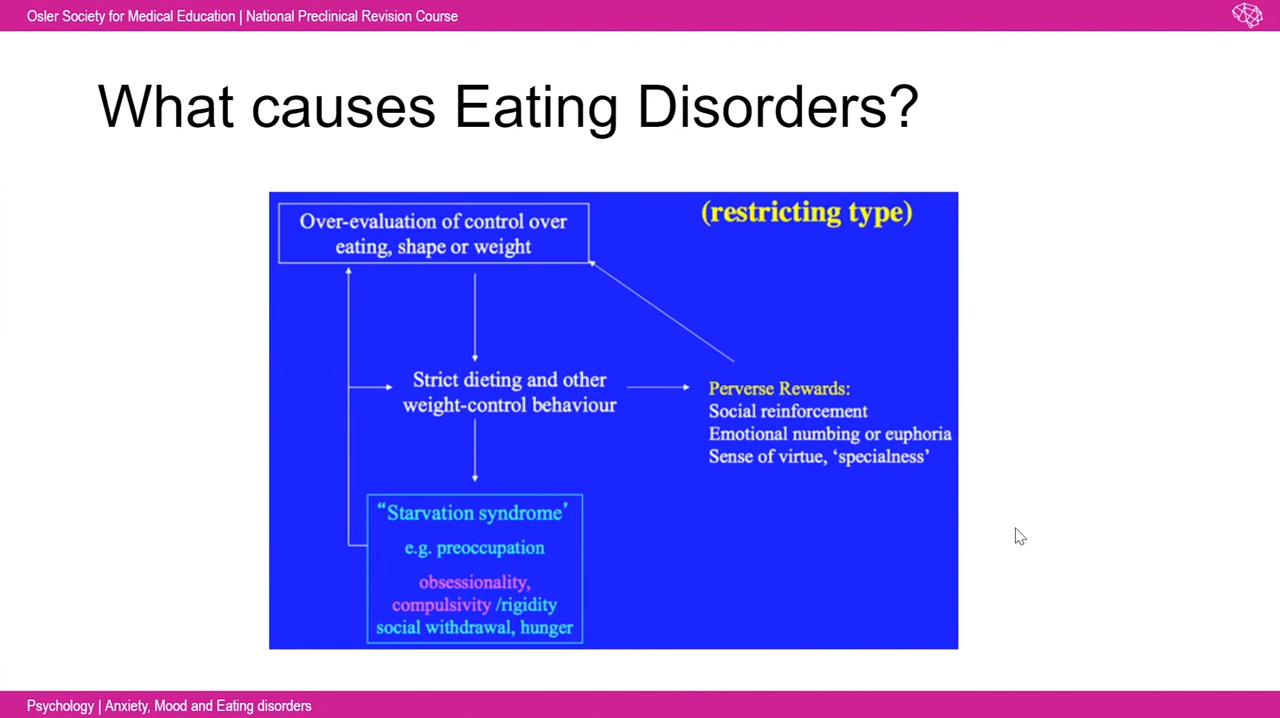 Osler Society for Medical Education | National Preclinical Revision Course
What causes Eating Disorders?
(restricting type)
Over-evaluation of control over
eating, shape or weight
Strict dieting and other
weight-control behaviour
Perverse Rewards:
Social reinforcement
Emotional numbing or euphoria
Sense of virtue, ‘specialness’
“Starvation syndrome’
e.g. preoccupation
obsessionality,
compulsivity /rigidity
social withdrawal, hunger
Psychology | Anxiety, Mood and Eating disorders